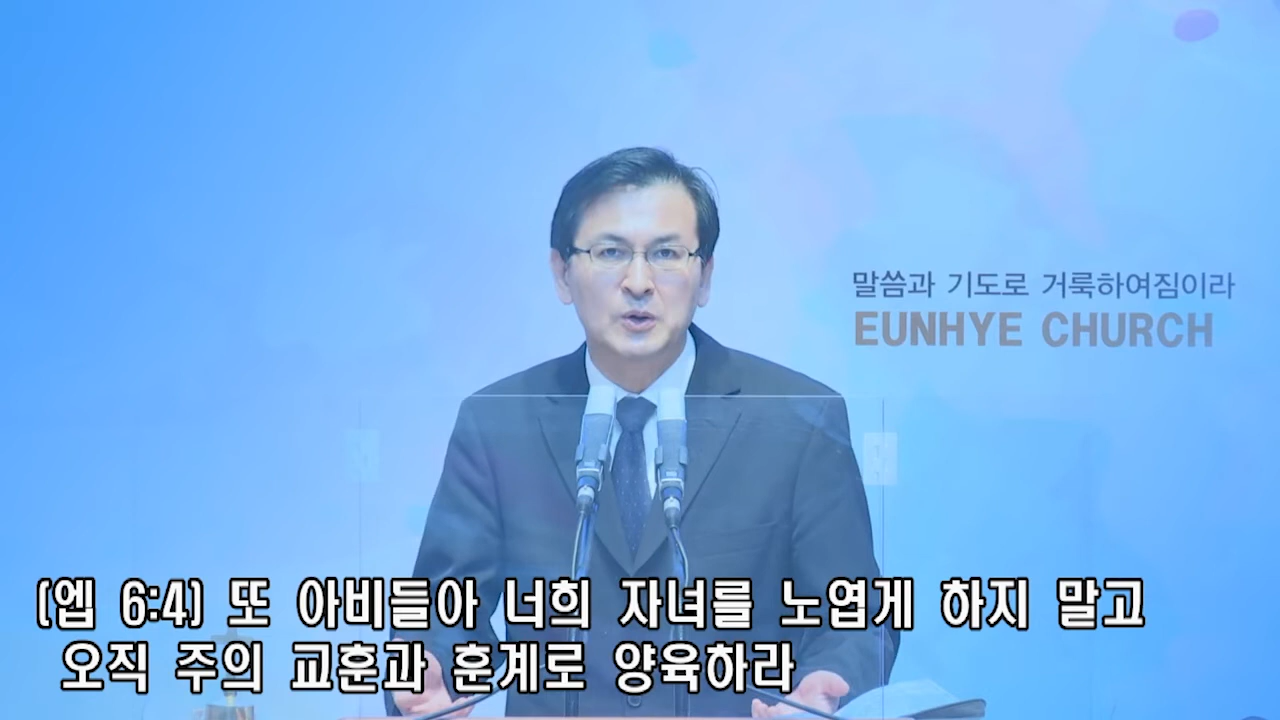 말씀과 기도로 거룩하여짐이라
EUNHYE CHURCH
(엡 6:4) 또 아비들아 너희 자녀를 노엽게 하지 말고
오직 주의 교훈과 훈계로 양육하라